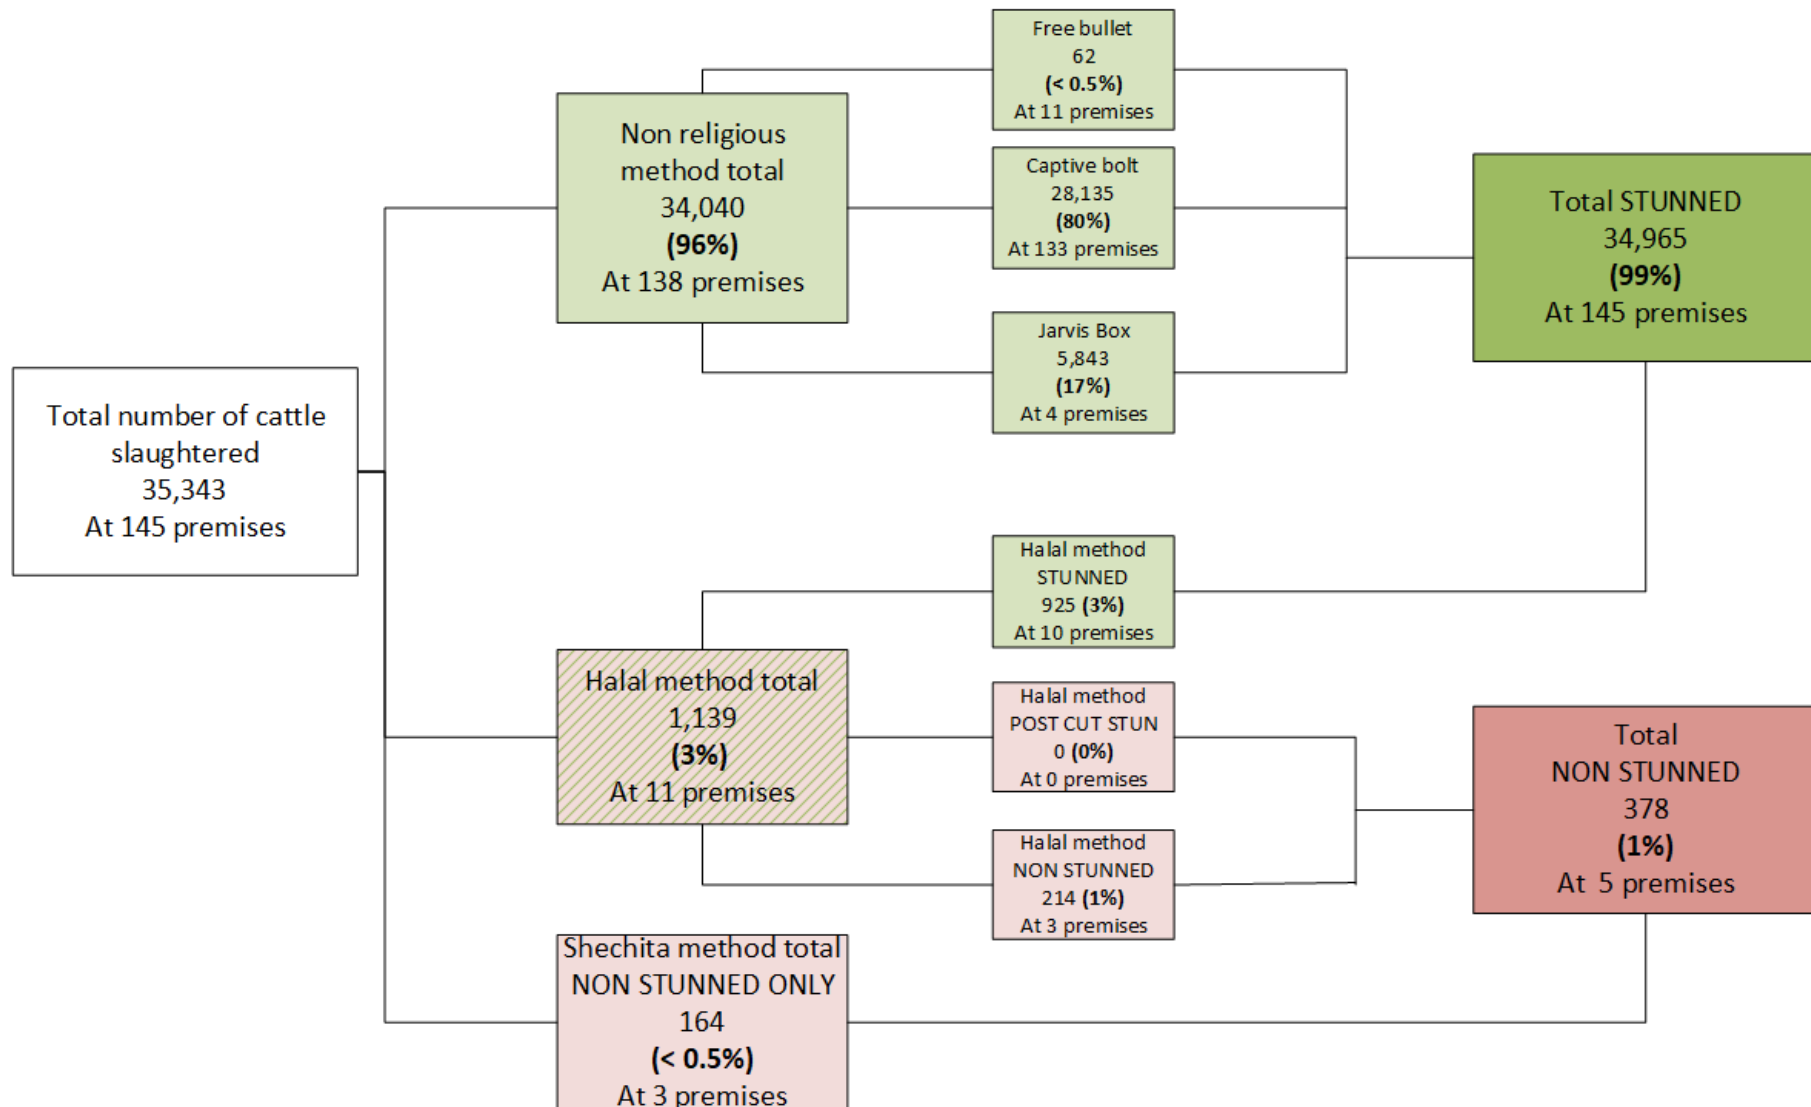 Total number of cattle
slaughtered
35,343
At 145 premises
Non religious
method total
34,040
(96%)
At 138 premises
Free bullet
62
(< 0.5%)
At 11 premises
Captive bolt
28,135
(80%)
At 133 premises
Jarvis Box
5,843
(17%)
At 4 premises
Total STUNNED
34,965
(99%)
At 145 premises
Halal method total
1,139
(3%)
At 11 premises
Halal method
STUNNED
925 (3%)
At 10 premises
Halal method
POST CUT STUN
0 (0%)
At 0 premises
Halal method
NON STUNNED
214 (1%)
At 3 premises
Total
NON STUNNED
378
(1%)
At 5 premises
Shechita method total
NON STUNNED ONLY
164
(< 0.5%)
At 3 premises